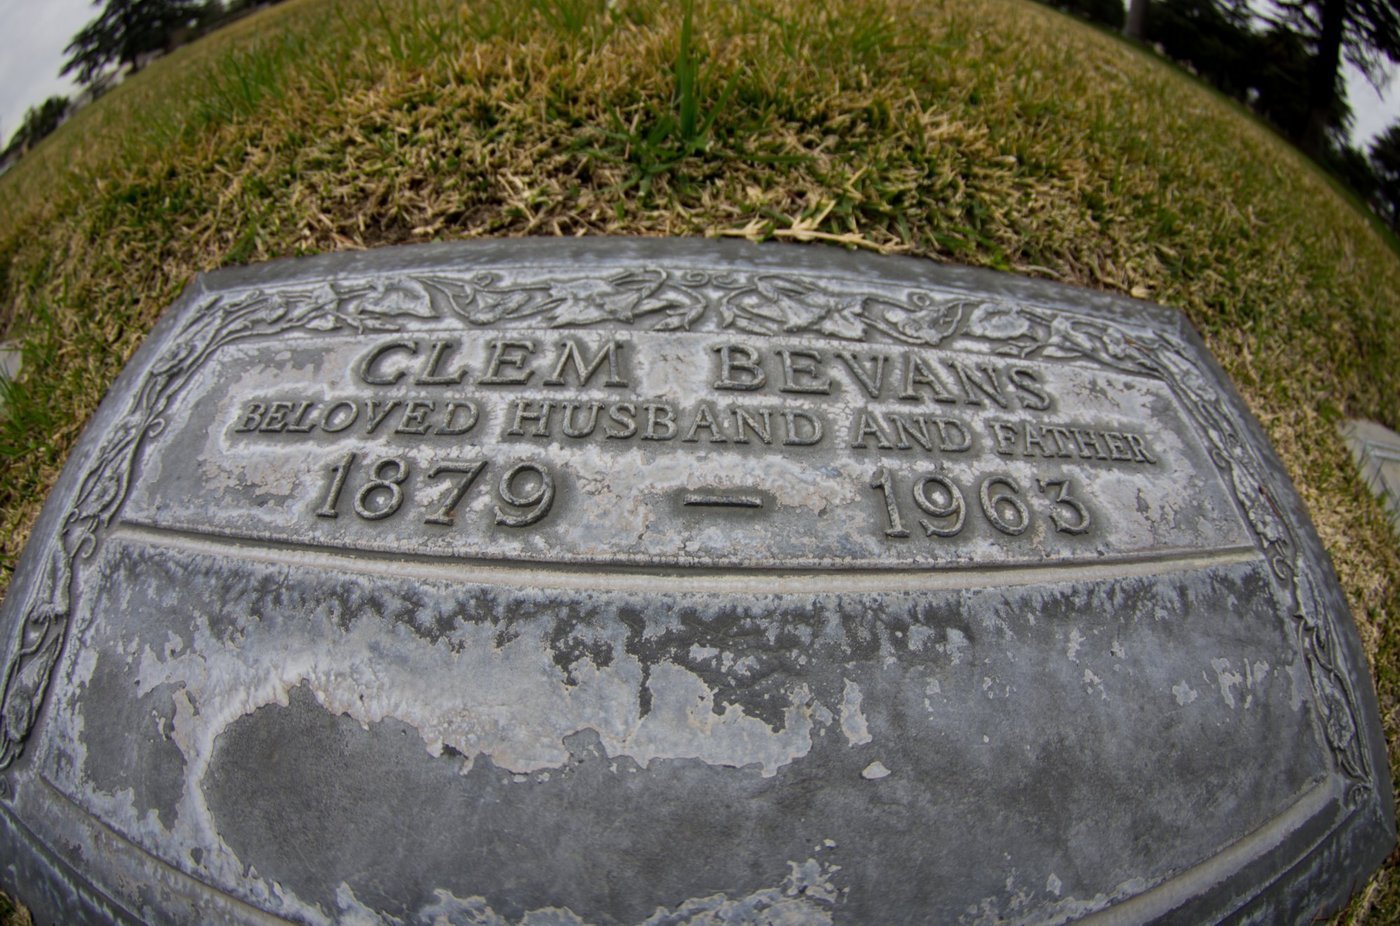 CLEM BEVANS
BELOVED HUSBAND AND FATHER
1879 — 1963